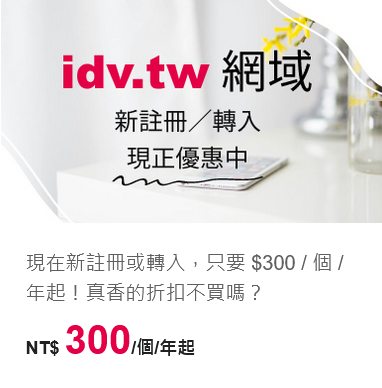 idv.tw 網域
新註冊／轉入
現正優惠中
現在新註冊或轉入，只要 $300 / 個 /
年起！真香的折扣不買嗎？
NT$ 300/個/年起